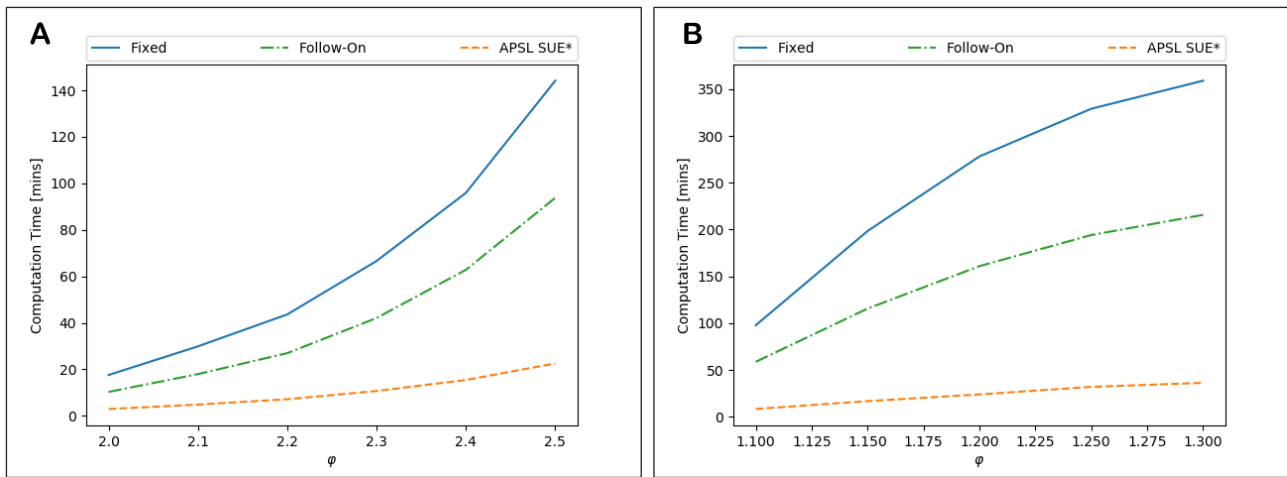 A
Fixed Follow-On APSL SUE*
Computation Time [mins]
140
120
100
80
60
40
20
0
2.0 2.1 2.2 2.3 2.4 2.5
φ
B
Fixed Follow-On APSL SUE*
Computation Time [mins]
350
300
250
200
150
100
50
0
1.100 1.125 1.150 1.175 1.200 1.225 1.250 1.275 1.300
φ